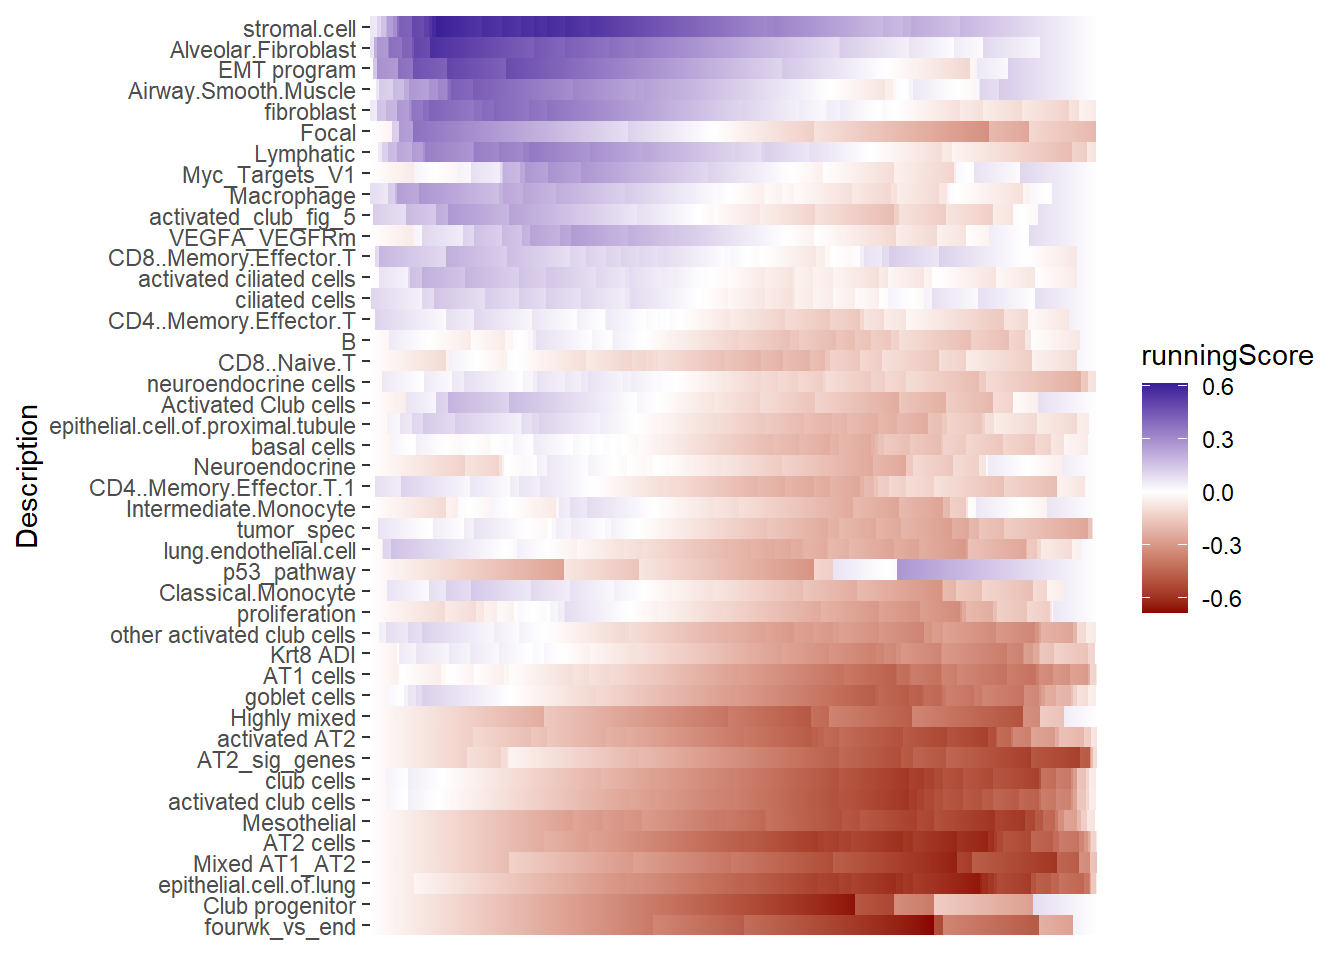 stromal.cell
Alveolar.Fibroblast
EMT program
Airway.Smooth.Muscle
fibroblast
Focal
Lymphatic
Myc_Targets_V1
Macrophage
activated_club_fig_5
VEGFA_VEGFRm
CD8..Memory.Effector.T
activated ciliated cells
ciliated cells
CD4..Memory.Effector.T
B
CD8..Naive.T
neuroendocrine cells
Activated Club cells
epithelial.cell.of.proximal.tubule
basal cells
Neuroendocrine
CD4..Memory.Effector.T.1
Intermediate.Monocyte
tumor_spec
lung.endothelial.cell
p53_pathway
Classical.Monocyte
proliferation
other activated club cells
Krt8 ADI
AT1 cells
goblet cells
Highly mixed
activated AT2
AT2_sig_genes
club cells
activated club cells
Mesothelial
AT2 cells
Mixed AT1_AT2
epithelial.cell.of.lung
Club progenitor
fourwk_vs_end
Description
runningScore
0.6
0.3
0.0
-0.3
-0.6